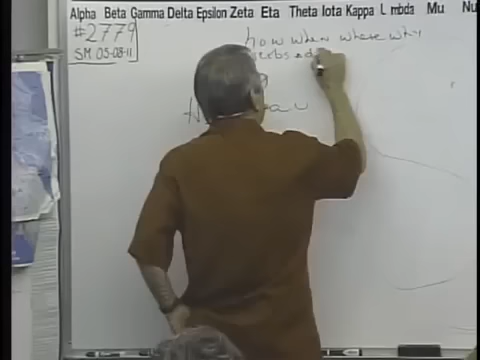 Alpha Beta Gamma Delta Epsilon Zeta Eta Theta Iota Kappa L mbda Mu Nu
#2779
SM 05-08-11
how when where why